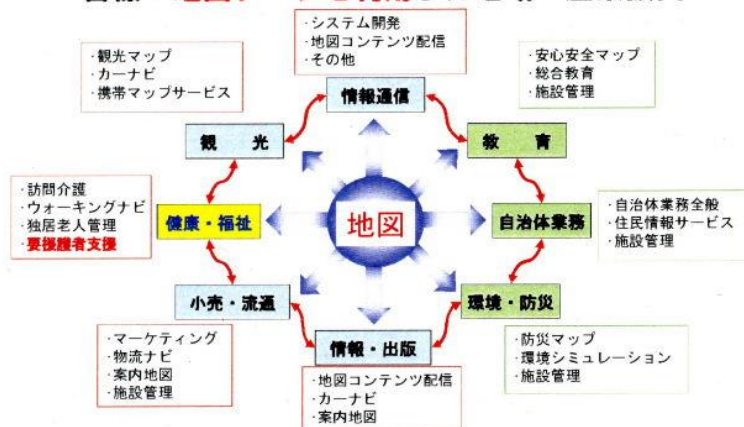 ・システム開発
・地図コンテンツ配信
・その他
・観光マップ
・カーナビ
・携帯マップサービス
・安心安全マップ
・総合教育
・施設管理
情報通信
観　光
教　育
・訪問介護
・ウォーキングナビ
・独居老人管理
・要援護者支援
健康・福祉
地図
自治体業務
・自治体業務全般
・住民情報サービス
・施設管理
小売・流通
環境・防災
・マーケティング
・物流ナビ
・案内地図
・施設管理
情報・出版
・地図コンテンツ配信
・カーナビ
・案内地図
・防災マップ
・環境シミュレーション
・施設管理